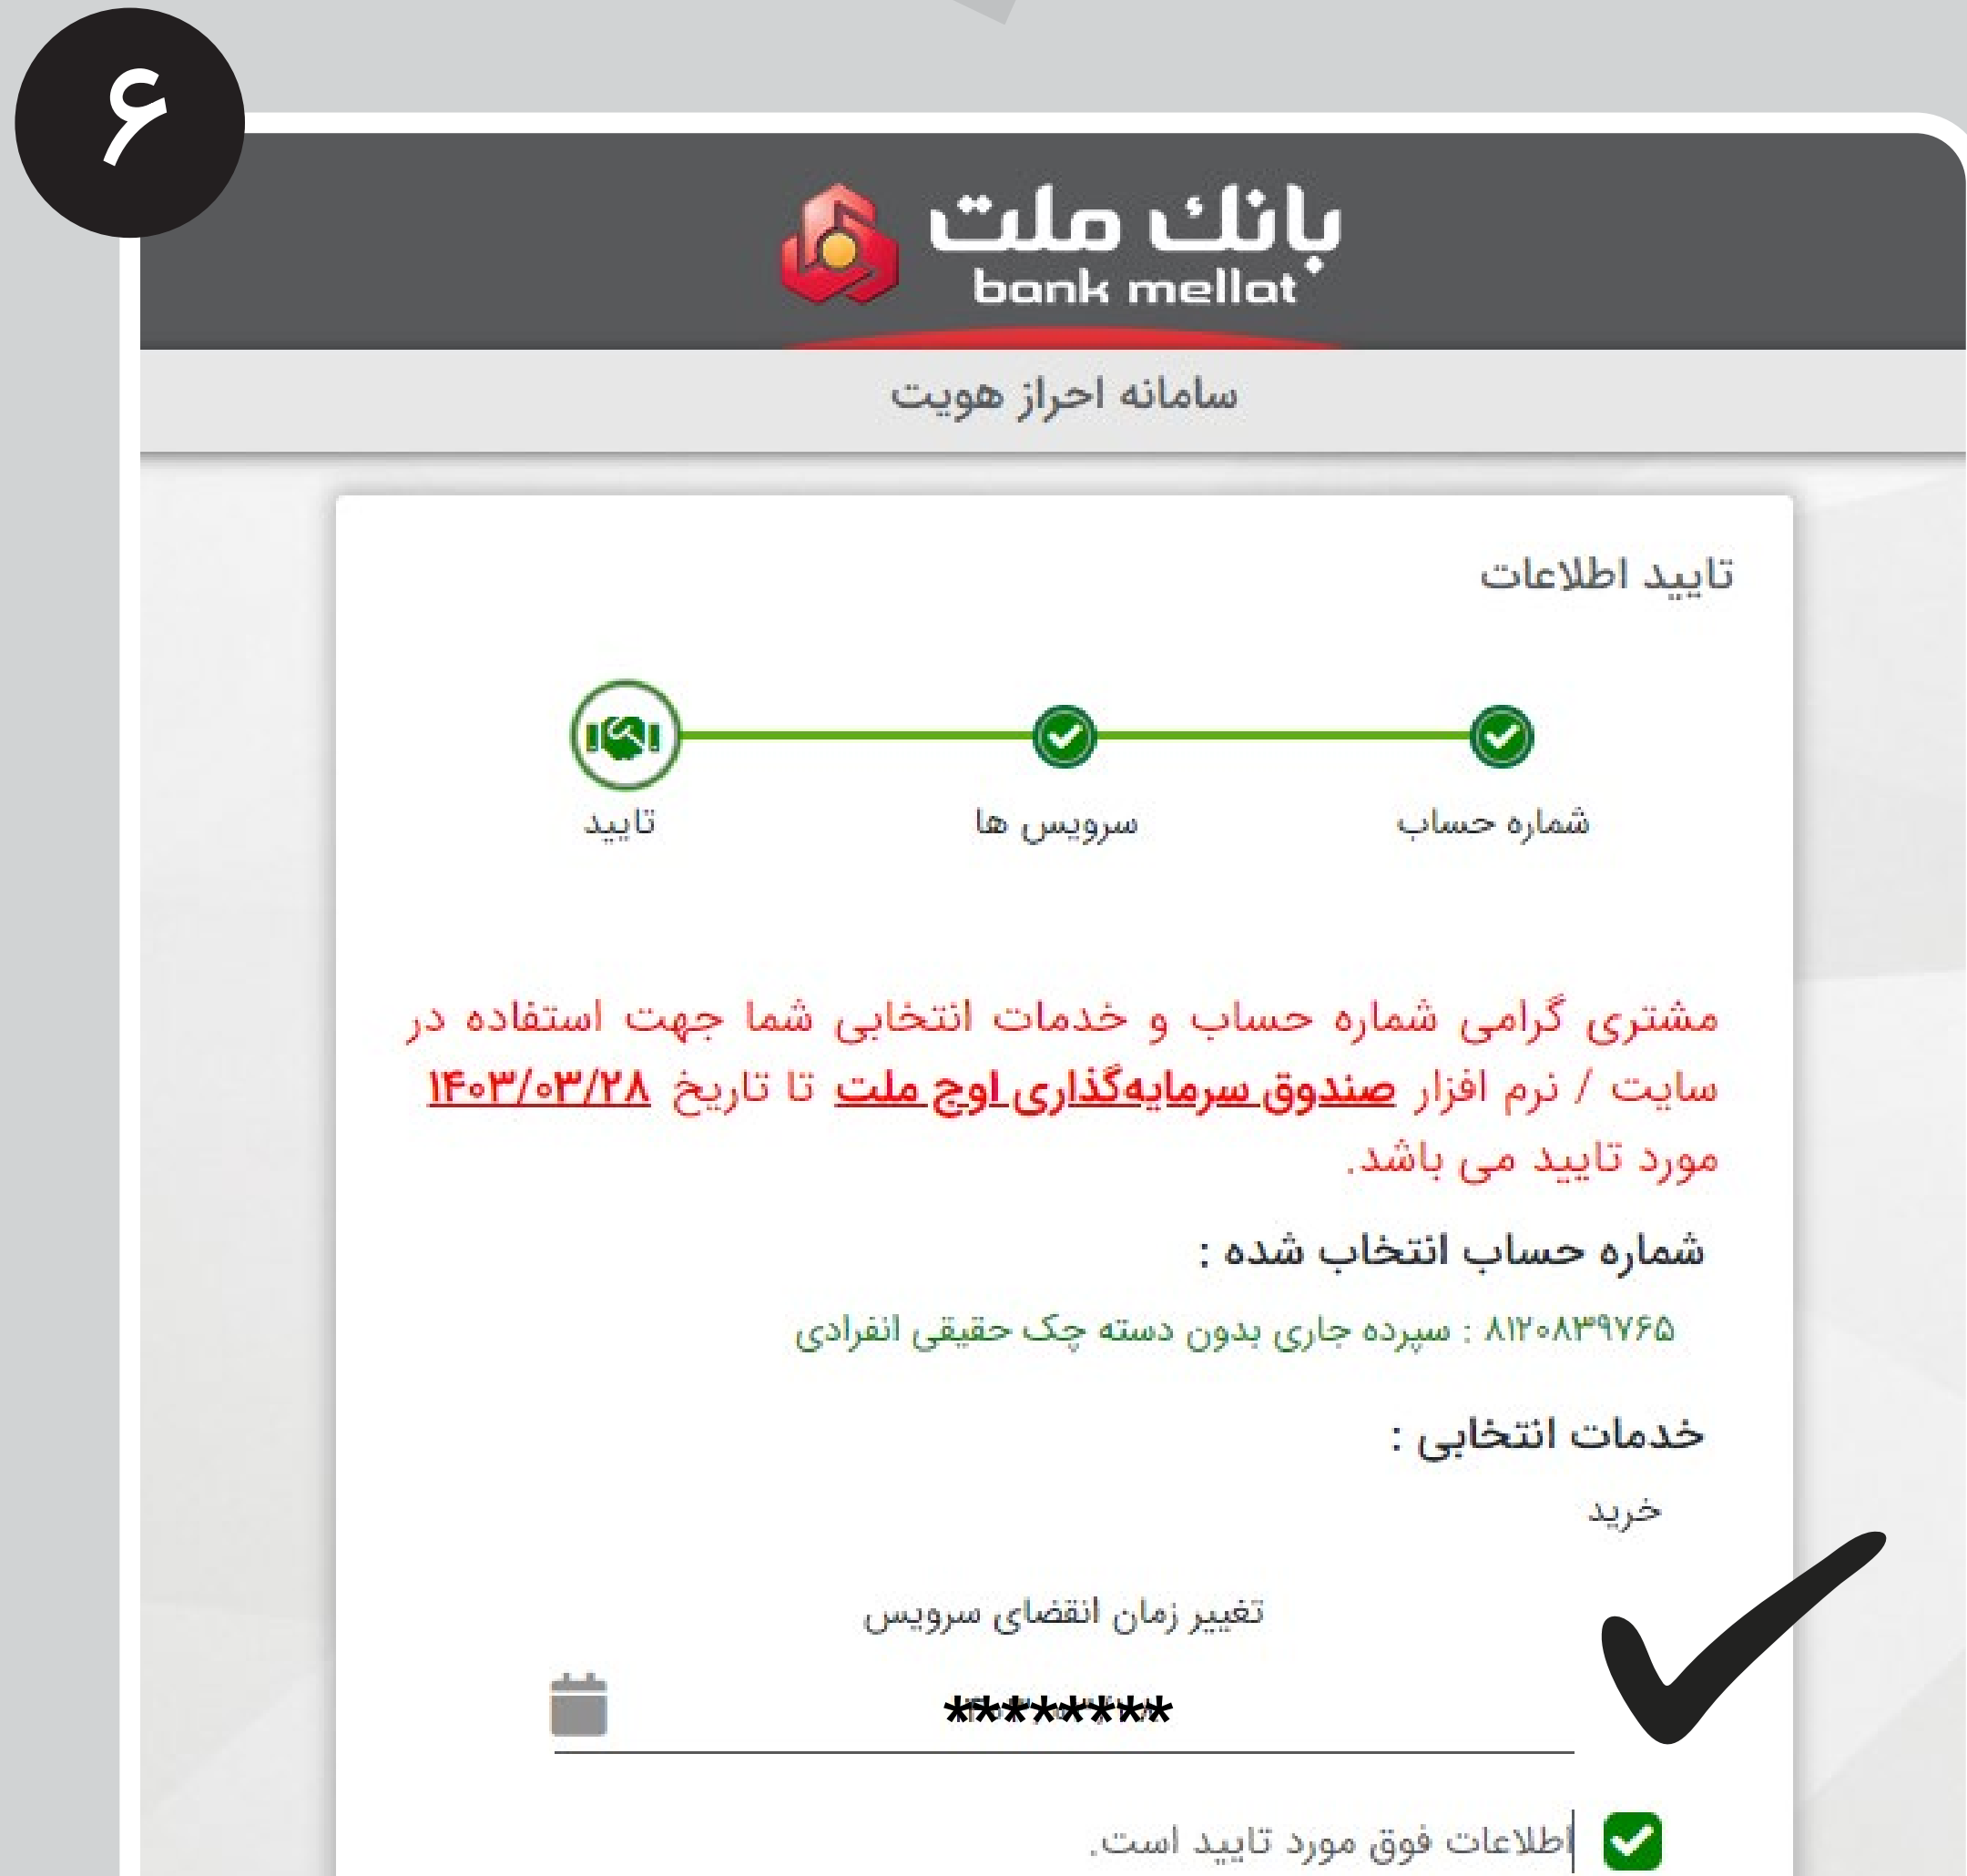 ۶
بانک ملت
bank mellat
سامانه احراز هویت
تایید اطلاعات
شماره حساب
سرویس ها
تایید
مشتری گرامی شماره حساب و خدمات انتخابی شما جهت استفاده در
سایت / نرم افزار صندوق سرمایه‌گذاری اوج ملت تا تاریخ ۱۴۰۳/۰۳/۲۸
مورد تایید می باشد.
شماره حساب انتخاب شده :
۸۱۲۰۸۳۹۷۶۵ : سپرده جاری بدون دسته چک حقیقی انفرادی
خدمات انتخابی :
خرید
تغییر زمان انقضای سرویس
********
اطلاعات فوق مورد تایید است.